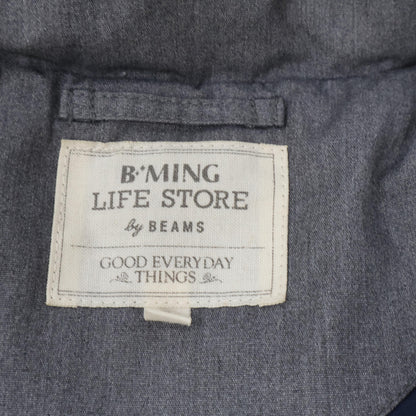 B·MING
LIFE STORE
by BEAMS
GOOD EVERYDAY
THINGS